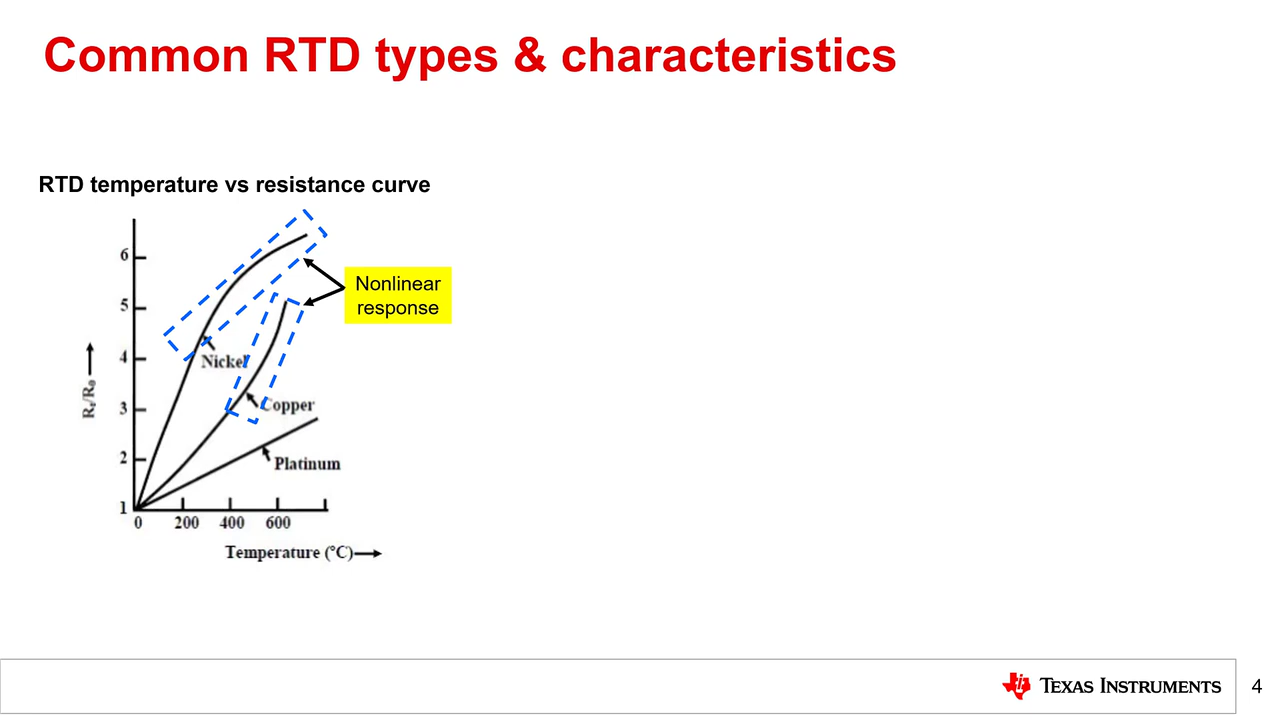 Common RTD types & characteristics
RTD temperature vs resistance curve
6
5
4
3
2
1
Rt/R0
Nonlinear
response
Nickel
Copper
Platinum
0 200 400 600
Temperature (°C)
TEXAS INSTRUMENTS
4